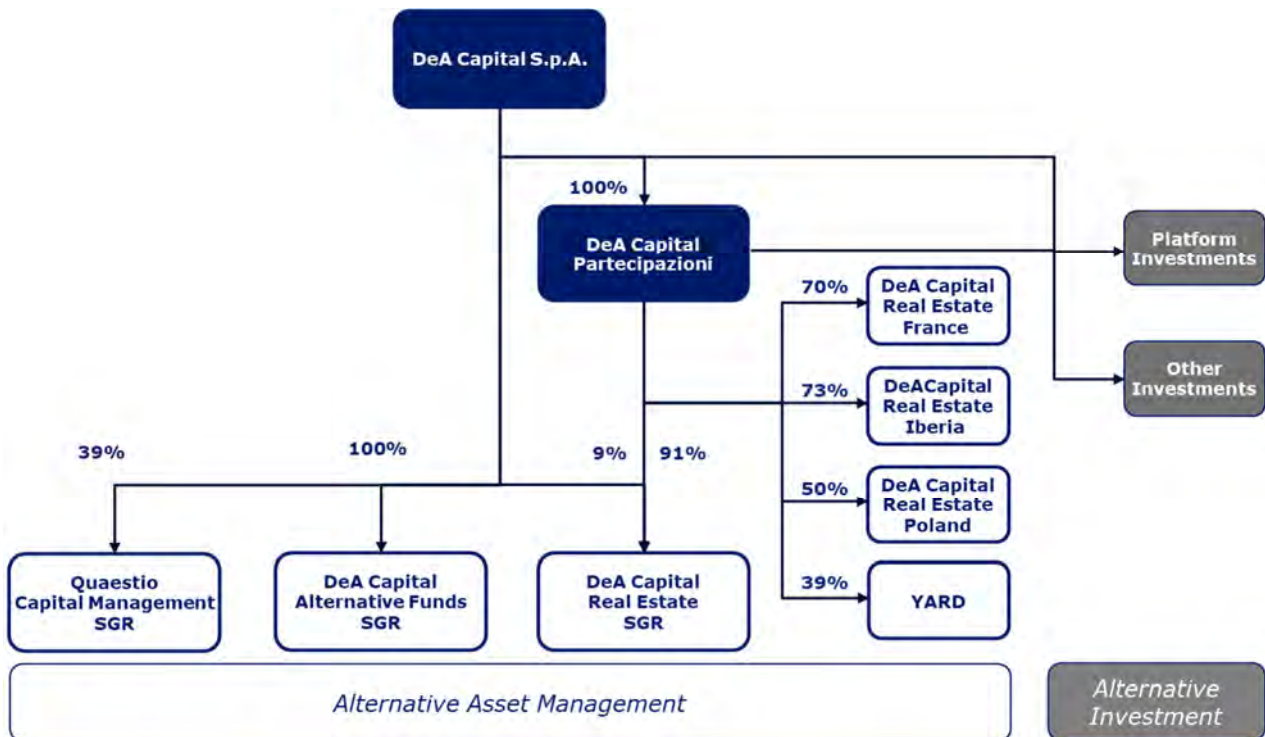 DeA Capital S.p.A.
100%
DeA Capital
Partecipazioni
Platform
Investments
70%
DeA Capital
Real Estate
France
Other
Investments
73%
DeACapital
Real Estate
Iberia
39%
100%
9%
91%
50%
DeA Capital
Real Estate
Poland
Quaestio
Capital Management
SGR
DeA Capital
Alternative Funds
SGR
DeA Capital
Real Estate
SGR
39%
YARD
Alternative Asset Management
Alternative
Investment